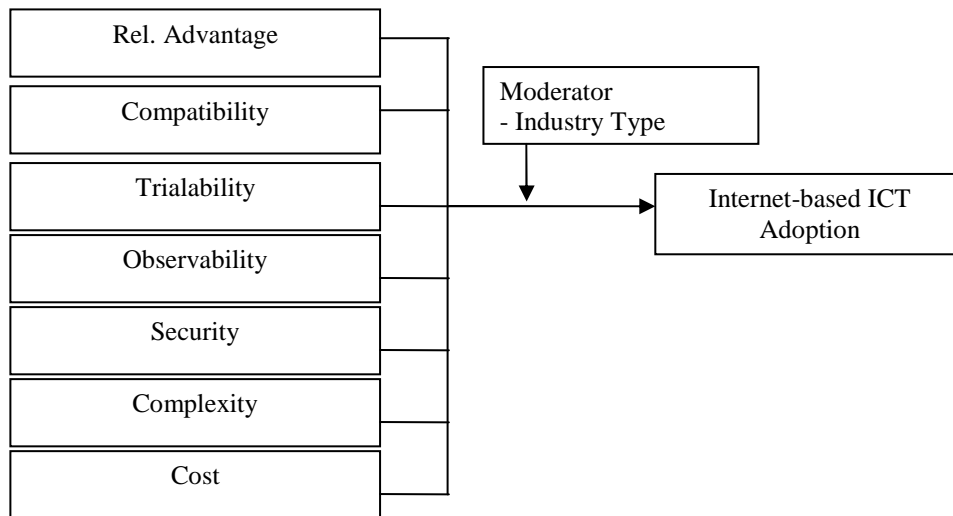 Rel. Advantage
Compatibility
Trialability
Observability
Security
Complexity
Cost
Moderator
- Industry Type
Internet-based ICT
Adoption